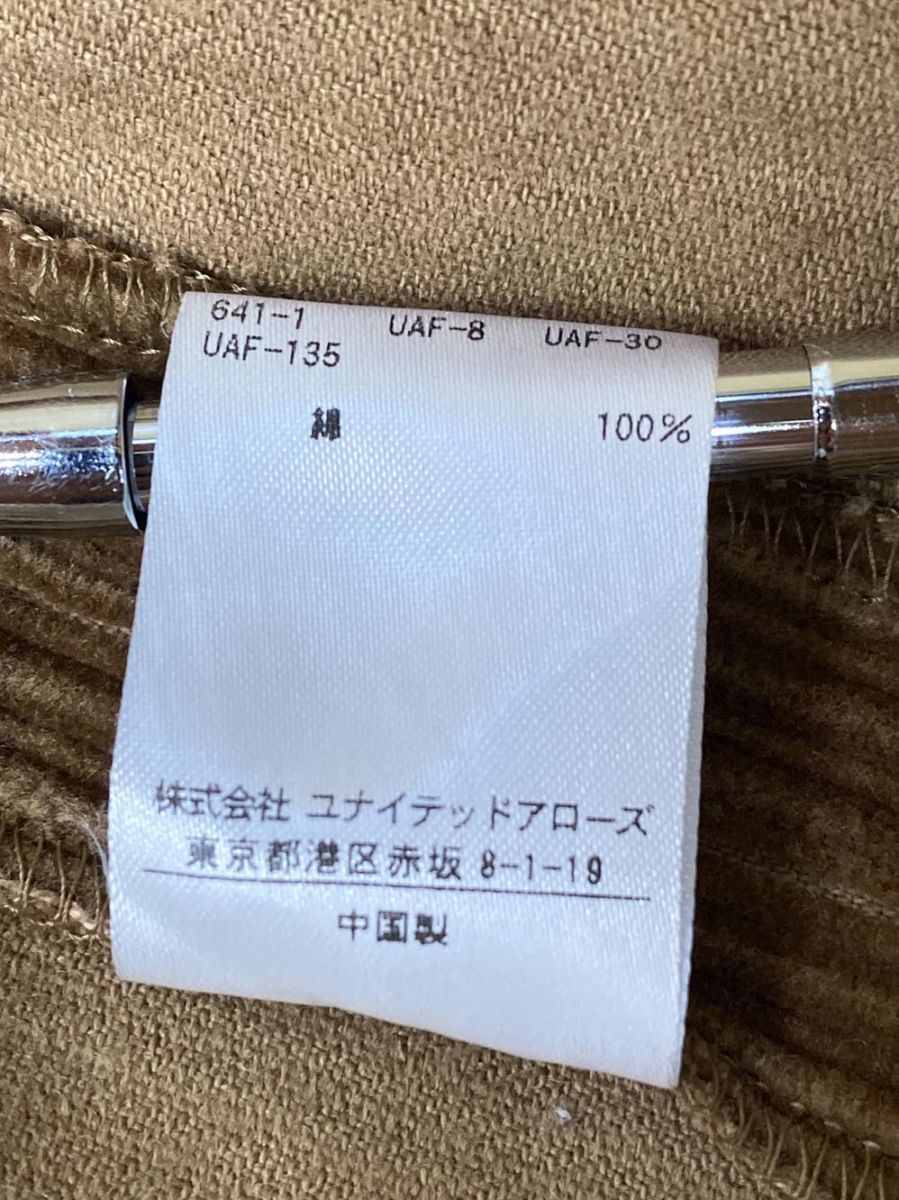 641-1 UAF-8 UAF-30
UAF-135
綿 100%
株式会社 ユナイテッドアローズ
東京都港区赤坂 8-1-19
中国製